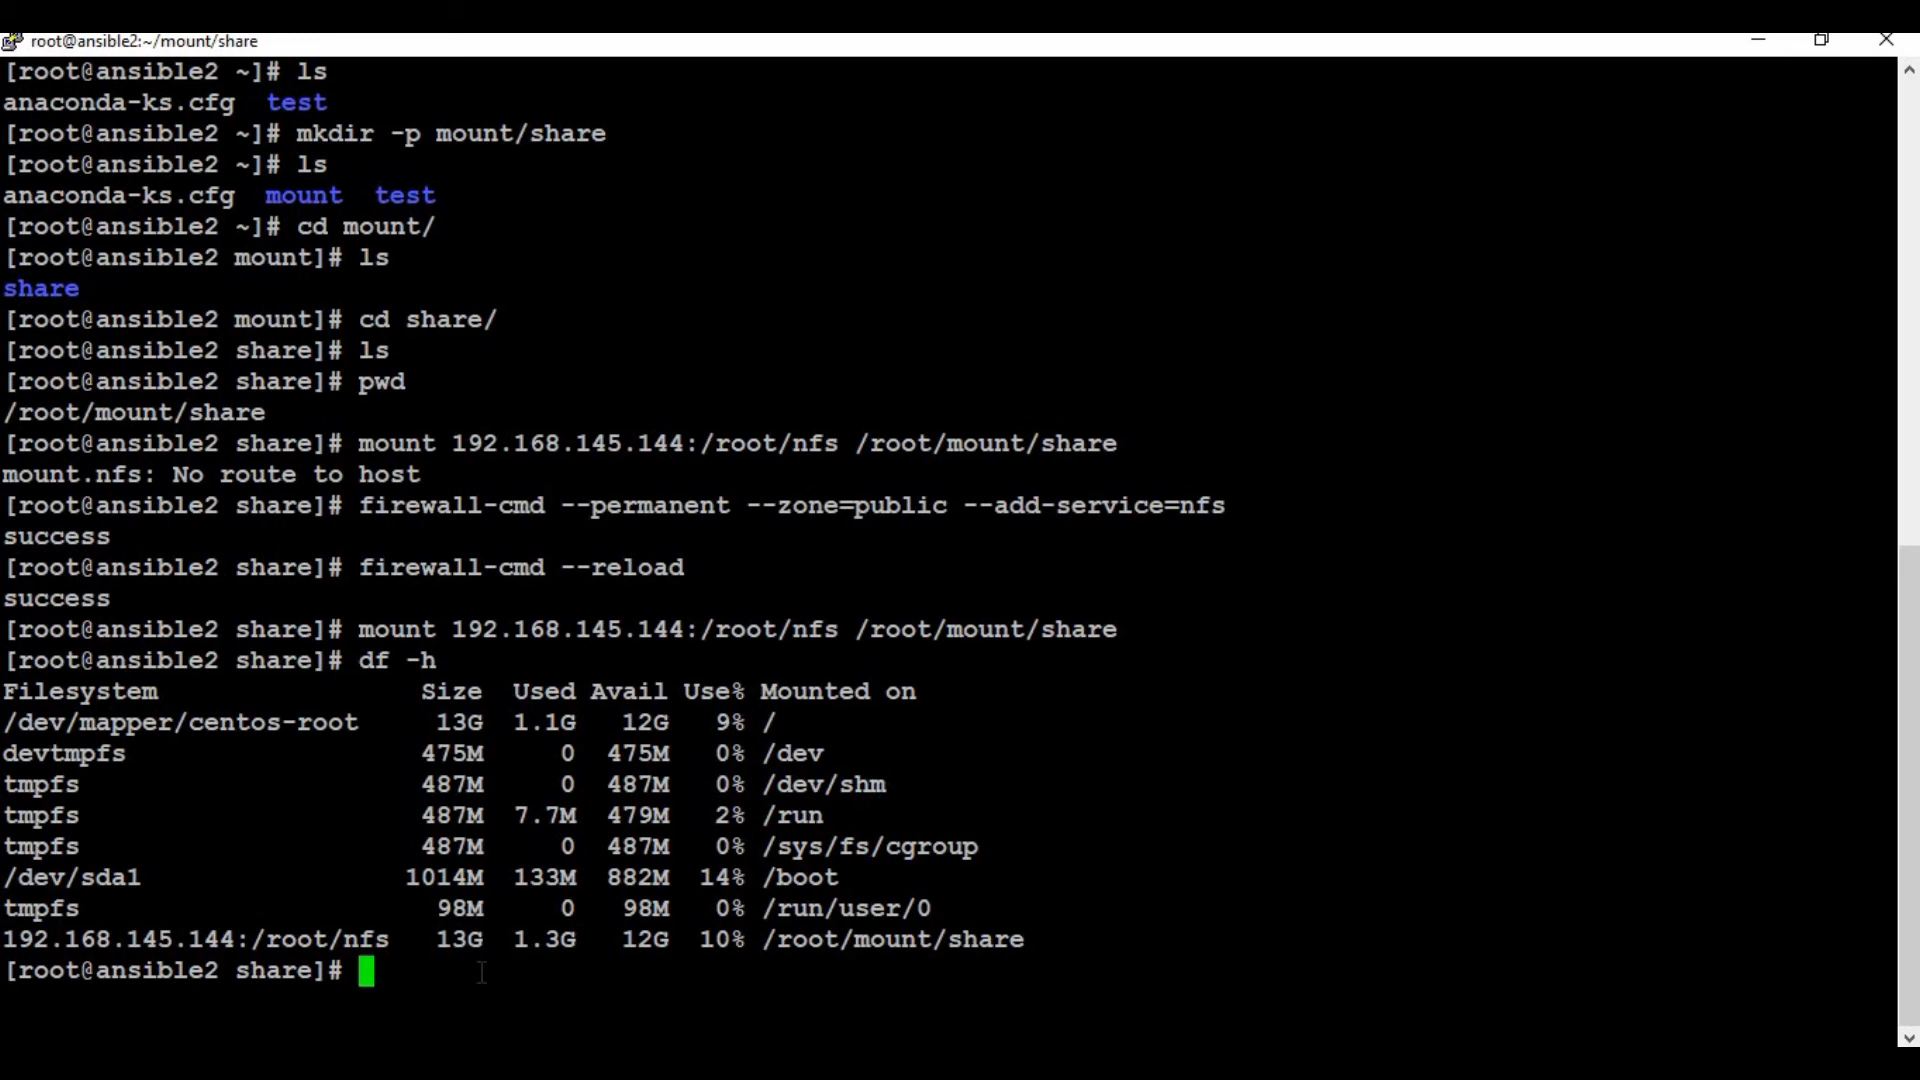 root@ansible2:~/mount/share
[root@ansible2 ~]# ls
anaconda-ks.cfg  test
[root@ansible2 ~]# mkdir -p mount/share
[root@ansible2 ~]# ls
anaconda-ks.cfg  mount  test
[root@ansible2 ~]# cd mount/
[root@ansible2 mount]# ls
share
[root@ansible2 mount]# cd share/
[root@ansible2 share]# ls
[root@ansible2 share]# pwd
/root/mount/share
[root@ansible2 share]# mount 192.168.145.144:/root/nfs /root/mount/share
mount.nfs: No route to host
[root@ansible2 share]# firewall-cmd --permanent --zone=public --add-service=nfs
success
[root@ansible2 share]# firewall-cmd --reload
success
[root@ansible2 share]# mount 192.168.145.144:/root/nfs /root/mount/share
[root@ansible2 share]# df -h
Filesystem                 Size  Used Avail Use% Mounted on
/dev/mapper/centos-root     13G  1.1G   12G   9% /
devtmpfs                   475M     0  475M   0% /dev
tmpfs                      487M     0  487M   0% /dev/shm
tmpfs                      487M  7.7M  479M   2% /run
tmpfs                      487M     0  487M   0% /sys/fs/cgroup
/dev/sda1                 1014M  133M  882M  14% /boot
tmpfs                       98M     0   98M   0% /run/user/0
192.168.145.144:/root/nfs   13G  1.3G   12G  10% /root/mount/share
[root@ansible2 share]#